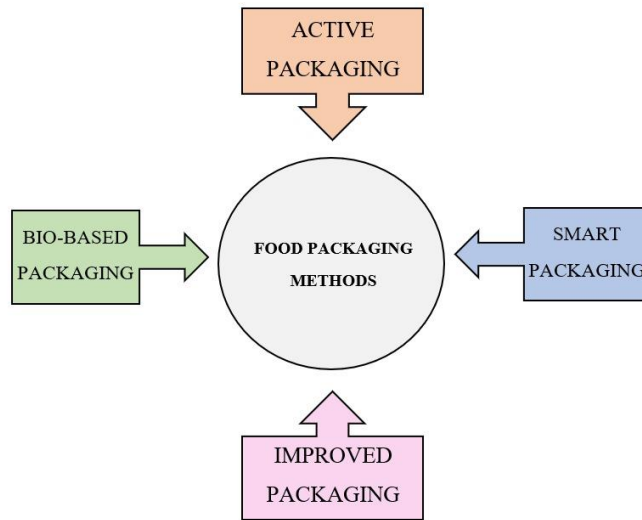 ACTIVE
PACKAGING
BIO-BASED
PACKAGING
FOOD PACKAGING
METHODS
SMART
PACKAGING
IMPROVED
PACKAGING